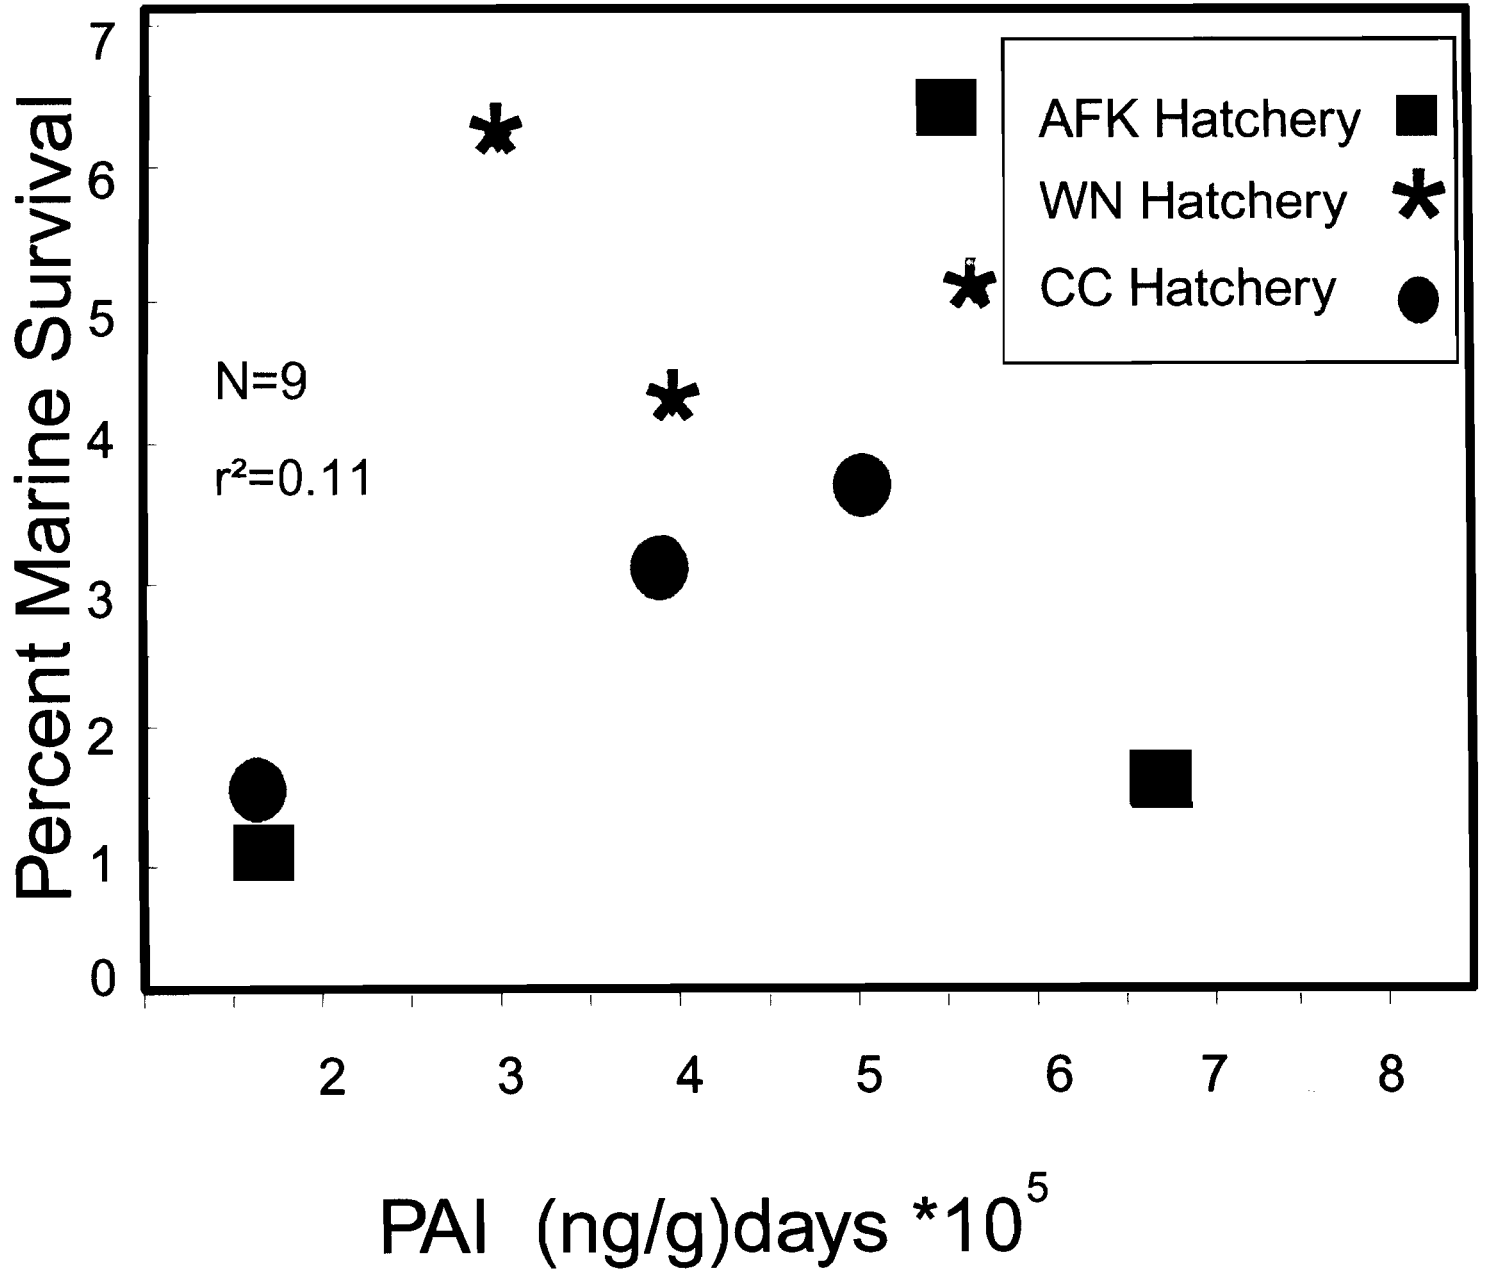 Percent Marine Survival
7
6
5
4
3
2
1
0
AFK Hatchery
WN Hatchery
CC Hatchery
N=9
r²=0.11
2 3 4 5 6 7 8
PAI (ng/g)days *10⁵